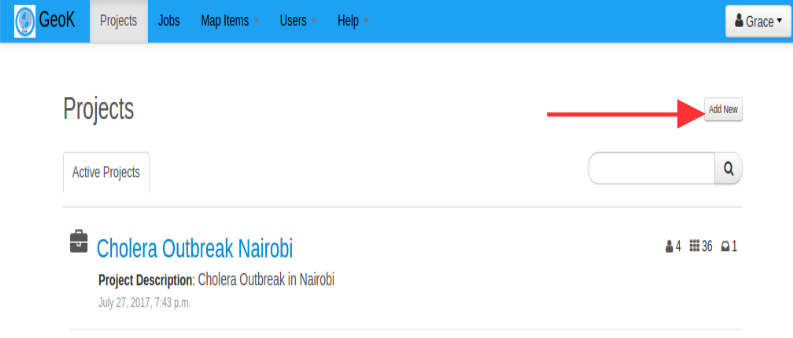 GeoK Projects Jobs Map Items Users Help Grace
Projects
Add New
Active Projects
Cholera Outbreak Nairobi
4 36 1
Project Description: Cholera Outbreak in Nairobi
July 27, 2017, 7:43 p.m.